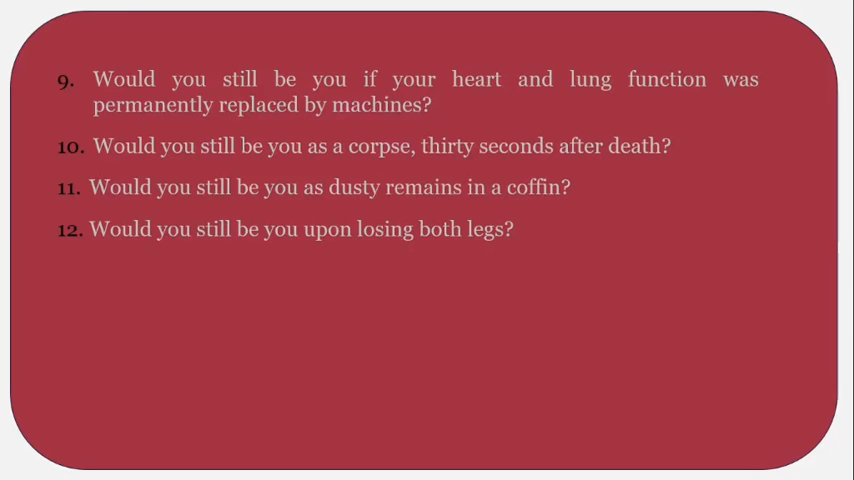 9. Would you still be you if your heart and lung function was
permanently replaced by machines?
10. Would you still be you as a corpse, thirty seconds after death?
11. Would you still be you as dusty remains in a coffin?
12. Would you still be you upon losing both legs?